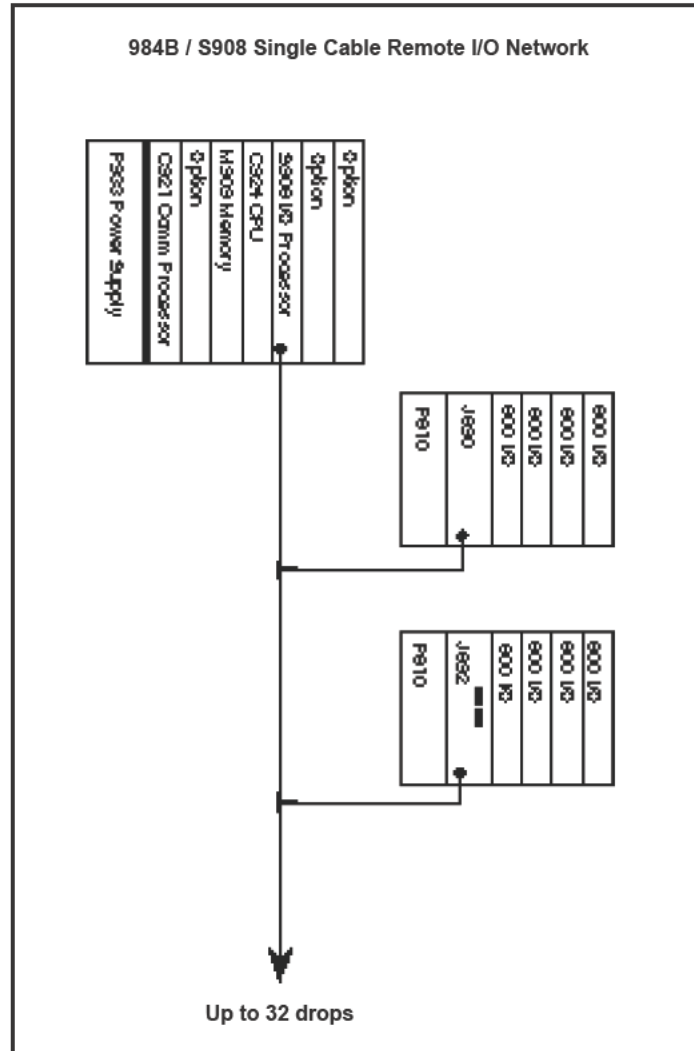 984B / S908 Single Cable Remote I/O Network
P933 Power Supply
C921 Comm Processor
Option
M909 Memory
C924 CPU
S908 I/O Processor
Option
Option
P810
J890
800 I/O
800 I/O
800 I/O
800 I/O
P810
J892
800 I/O
800 I/O
800 I/O
800 I/O
Up to 32 drops